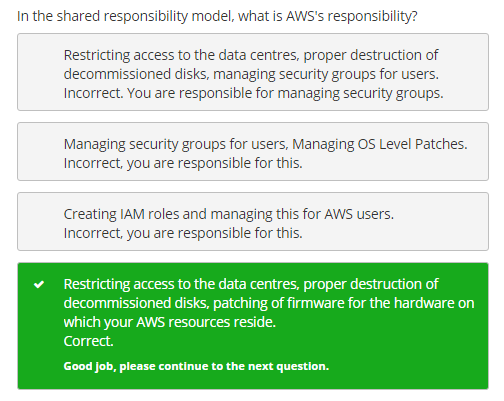 In the shared responsibility model, what is AWS's responsibility?
Restricting access to the data centres, proper destruction of
decommissioned disks, managing security groups for users.
Incorrect. You are responsible for managing security groups.
Managing security groups for users, Managing OS Level Patches.
Incorrect, you are responsible for this.
Creating IAM roles and managing this for AWS users.
Incorrect, you are responsible for this.
Restricting access to the data centres, proper destruction of
decommissioned disks, patching of firmware for the hardware on
which your AWS resources reside.
Correct.
Good job, please continue to the next question.